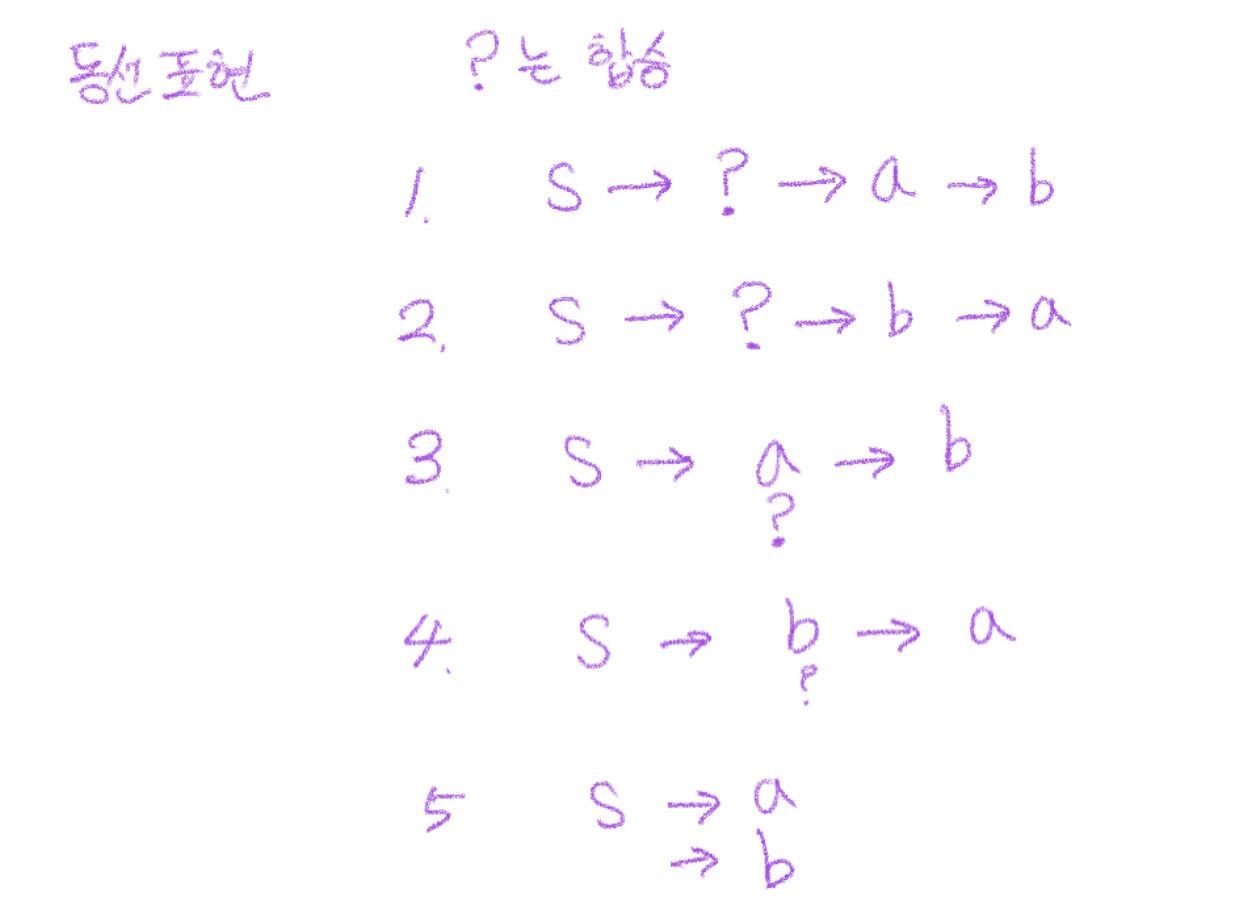 동선 표현 ?는 합승
1. S → ? → a → b
2. S → ? → b → a
3. S → a → b
?
4. S → b → a
?
5 S → a
→ b